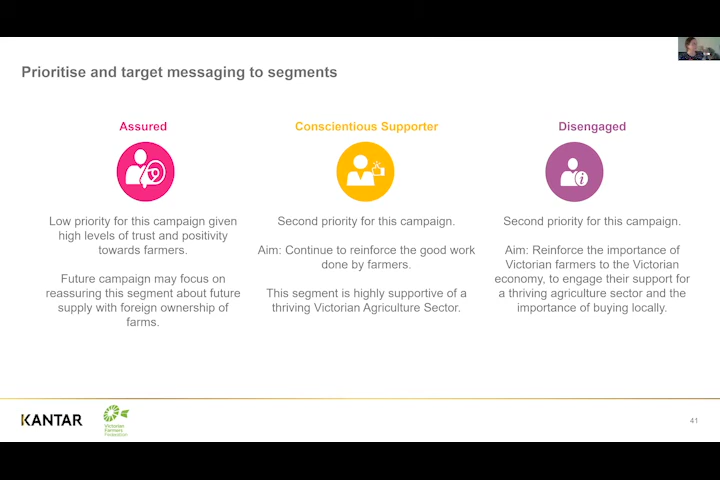 Prioritise and target messaging to segments
Assured
Low priority for this campaign given
high levels of trust and positivity
towards farmers.
Future campaign may focus on
reassuring this segment about future
supply with foreign ownership of
farms.
Conscientious Supporter
Second priority for this campaign.
Aim: Continue to reinforce the good work
done by farmers.
This segment is highly supportive of a
thriving Victorian Agriculture Sector.
Disengaged
Second priority for this campaign.
Aim: Reinforce the importance of
Victorian farmers to the Victorian
economy, to engage their support for
a thriving agriculture sector and the
importance of buying locally.
KANTAR
Victorian
Farmers
Federation
41